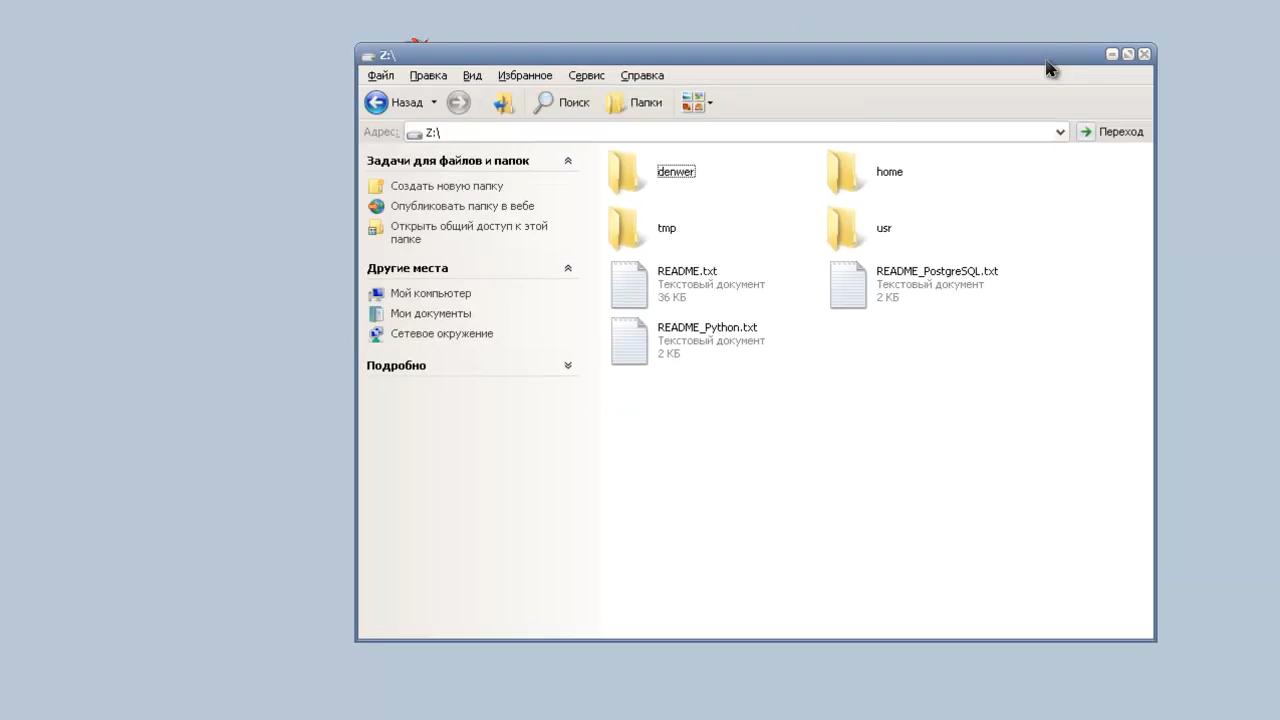 Z:\
Файл Правка Вид Избранное Сервис Справка
Назад Поиск Папки
Адрес: Z:\ Переход
Задачи для файлов и папок
Создать новую папку
Опубликовать папку в вебе
Открыть общий доступ к этой
папке
Другие места
Мой компьютер
Мои документы
Сетевое окружение
Подробно
denwer home
tmp usr
README.txt
Текстовый документ
36 КБ
README_PostgreSQL.txt
Текстовый документ
2 КБ
README_Python.txt
Текстовый документ
2 КБ